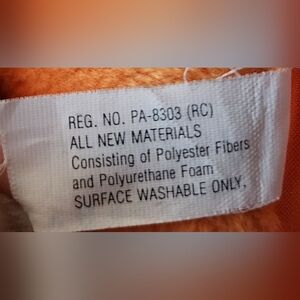 REG. NO. PA-8303 (RC)
ALL NEW MATERIALS
Consisting of Polyester Fibers
and Polyurethane Foam
SURFACE WASHABLE ONLY.